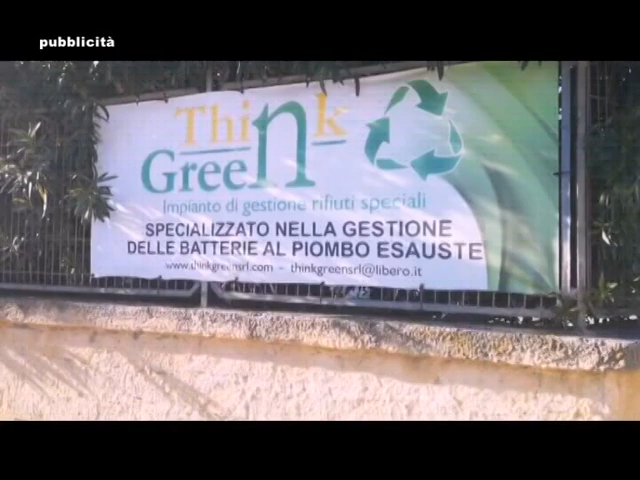 pubblicità
Think
Green
Impianto di gestione rifiuti speciali
SPECIALIZZATO NELLA GESTIONE
DELLE BATTERIE AL PIOMBO ESAUSTE
www.thinkgreensrl.com - thinkgreensrl@libero.it